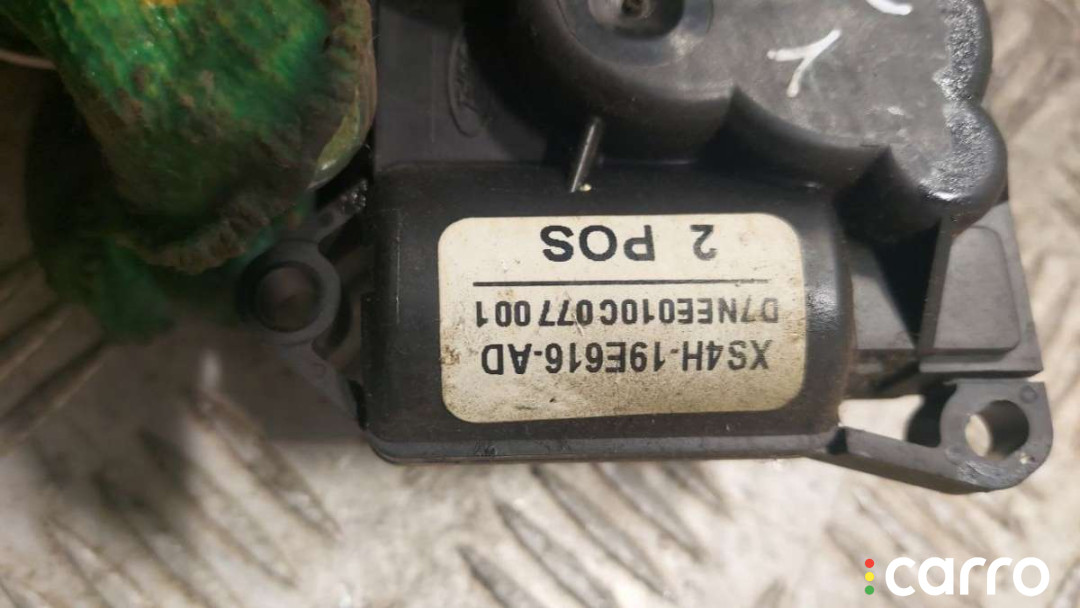 XS4H-19E616-AD
D7NEE010C077001
2 POS
carro